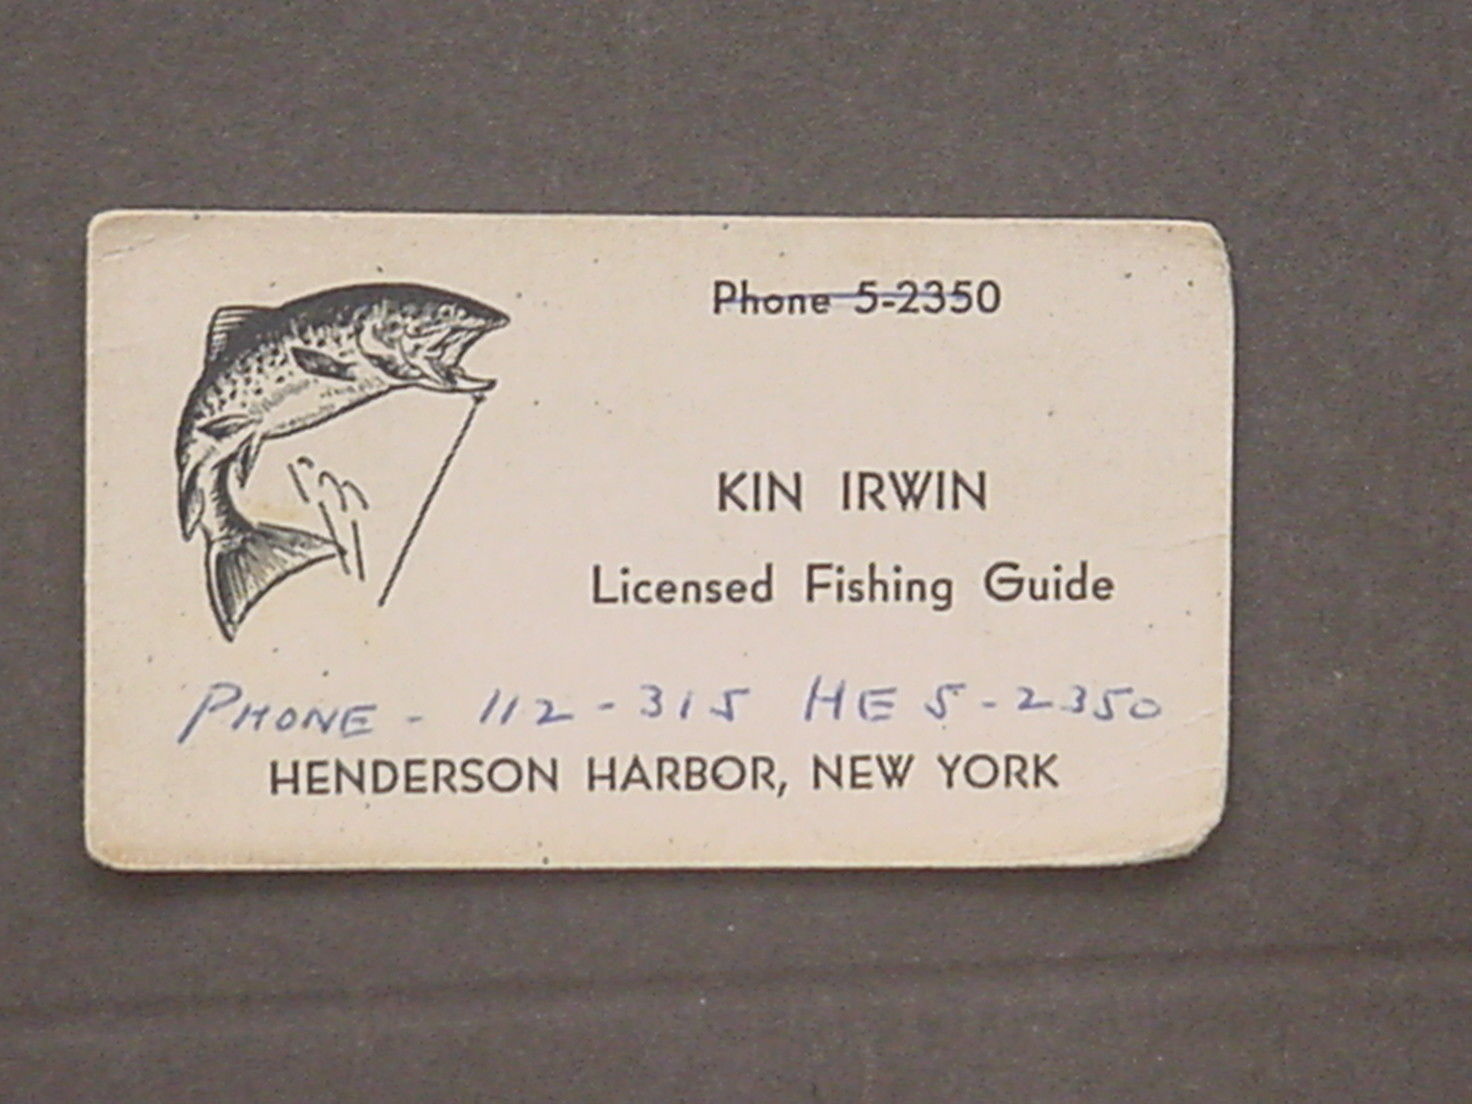 Phone 5-2350
KIN IRWIN
Licensed Fishing Guide
PHONE - 112-315 HE 5-2350
HENDERSON HARBOR, NEW YORK